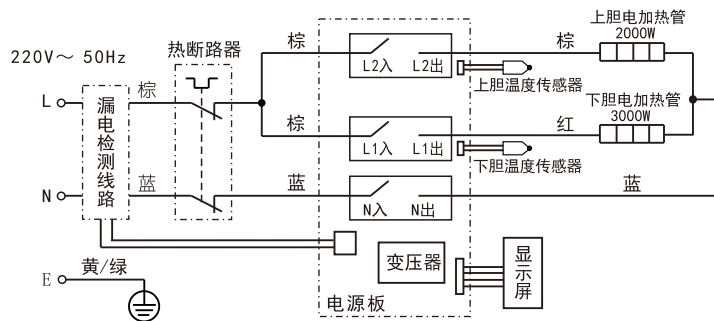 220V～ 50Hz
热断路器
棕
L2入
L2出
棕
上胆电加热管
2000W
上胆温度传感器
L
漏电检测线路
棕
棕
L1入
L1出
红
下胆电加热管
3000W
下胆温度传感器
N
蓝
蓝
N入
N出
蓝
E
黄/绿
变压器
显示屏
电源板